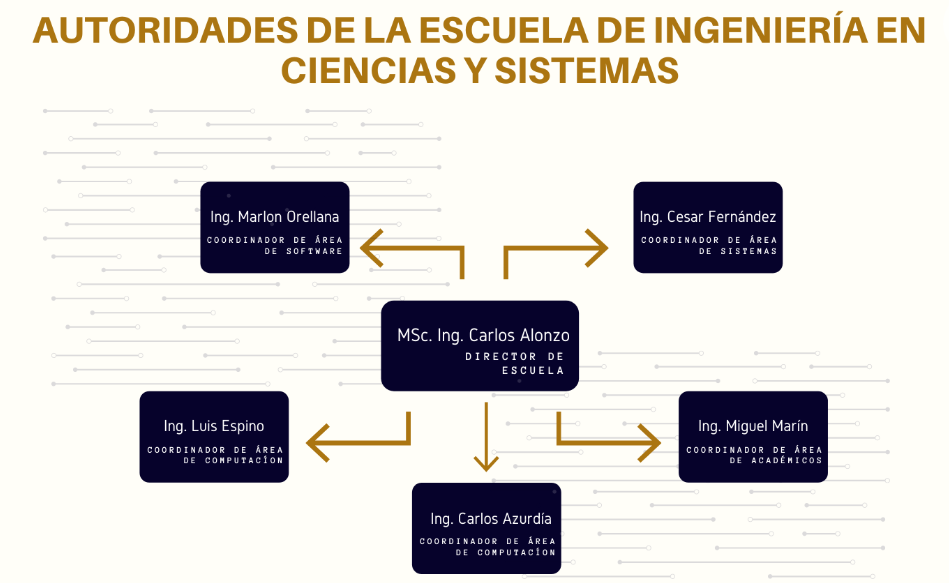 AUTORIDADES DE LA ESCUELA DE INGENIERÍA EN
CIENCIAS Y SISTEMAS
Ing. Marlon Orellana
COORDINADOR DE ÁREA
DE SOFTWARE
Ing. Cesar Fernández
COORDINADOR DE ÁREA
DE SISTEMAS
MSc. Ing. Carlos Alonzo
DIRECTOR DE
ESCUELA
Ing. Luis Espino
COORDINADOR DE ÁREA
DE COMPUTACÍON
Ing. Miguel Marín
COORDINADOR DE ÁREA
DE ACADÉMICOS
Ing. Carlos Azurdía
COORDINADOR DE ÁREA
DE COMPUTACÍON